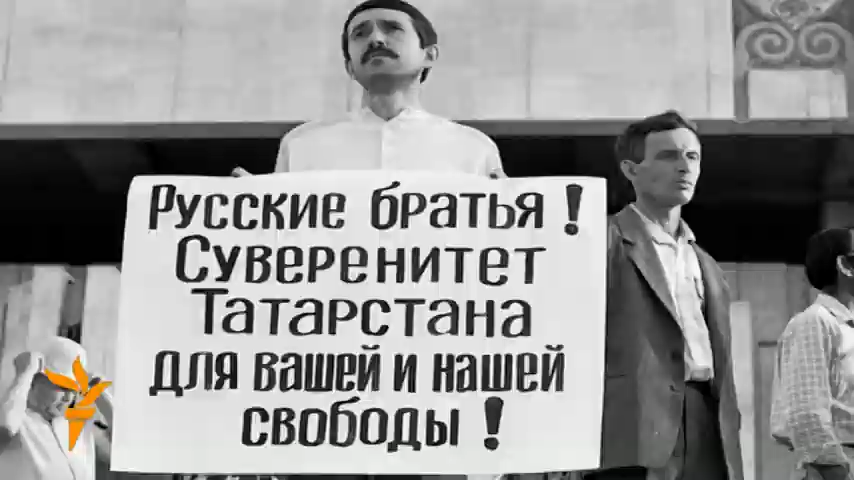 Русские братья!
Суверенитет
Татарстана
для вашей и нашей
свободы!